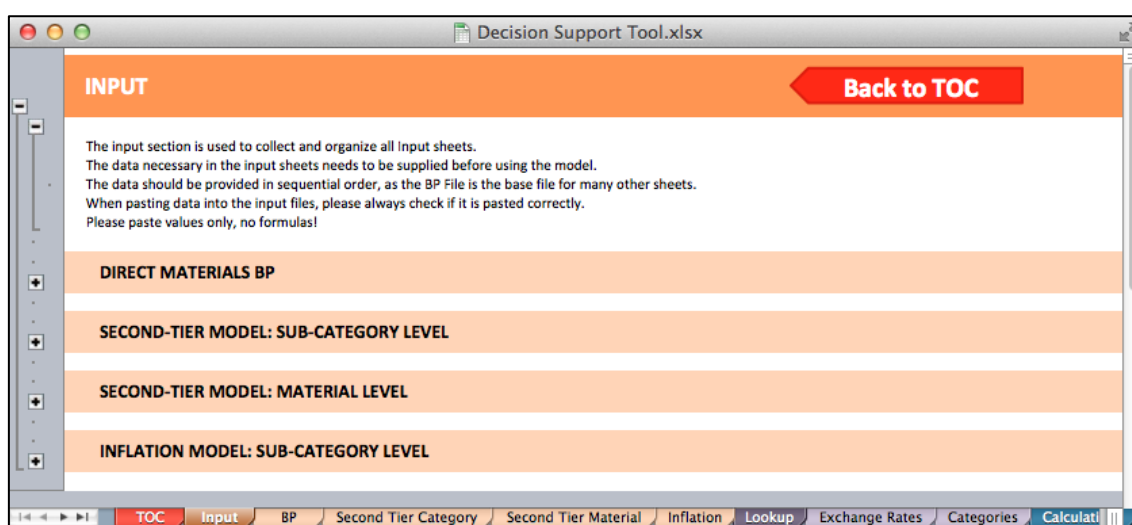 Decision Support Tool.xlsx
INPUT
Back to TOC
The input section is used to collect and organize all Input sheets.
The data necessary in the input sheets needs to be supplied before using the model.
The data should be provided in sequential order, as the BP File is the base file for many other sheets.
When pasting data into the input files, please always check if it is pasted correctly.
Please paste values only, no formulas!
DIRECT MATERIALS BP
SECOND-TIER MODEL: SUB-CATEGORY LEVEL
SECOND-TIER MODEL: MATERIAL LEVEL
INFLATION MODEL: SUB-CATEGORY LEVEL
TOC Input BP Second Tier Category Second Tier Material Inflation Lookup Exchange Rates Categories Calculati